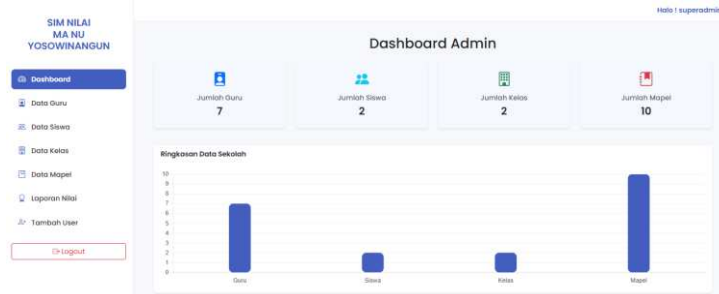 SIM NILAI
MA NU
YOSOWINANGUN
Dashboard
Data Guru
Data Siswa
Data Kelas
Data Mapel
Laporan Nilai
Tambah User
Logout
Halo ! superadmin
Dashboard Admin
Jumlah Guru
7
Jumlah Siswa
2
Jumlah Kelas
2
Jumlah Mapel
10
Ringkasan Data Sekolah
10
9
8
7
6
5
4
3
2
1
0
Guru Siswa Kelas Mapel